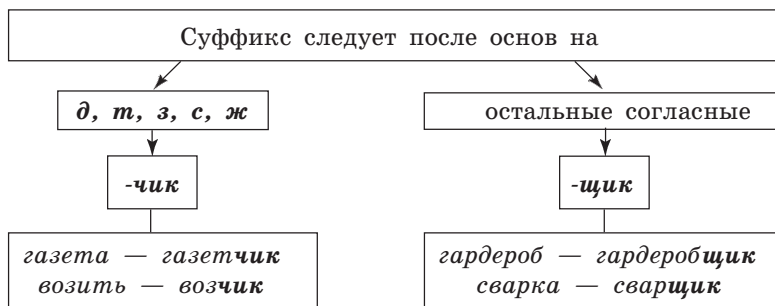 Суффикс следует после основ на
д, т, з, с, ж
остальные согласные
-чик
-щик
газета — газетчик
возить — возчик
гардероб — гардеробщик
сварка — сварщик